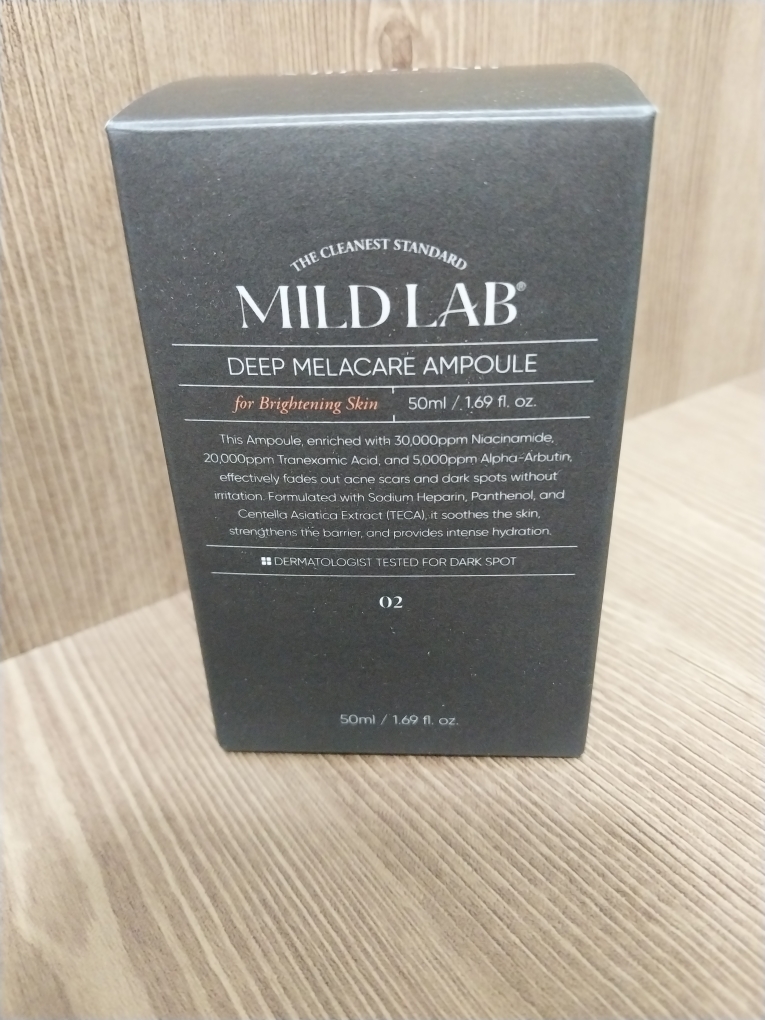 THE CLEANEST STANDARD
MILD LAB®
DEEP MELACARE AMPOULE
for Brightening Skin 50ml / 1.69 fl. oz.
This Ampoule, enriched with 30,000ppm Niacinamide,
20,000ppm Tranexamic Acid, and 5,000ppm Alpha-Arbutin,
effectively fades out acne scars and dark spots without
irritation. Formulated with Sodium Heparin, Panthenol, and
Centella Asiatica Extract (TECA), it soothes the skin,
strengthens the barrier, and provides intense hydration.
DERMATOLOGIST TESTED FOR DARK SPOT
02
50ml / 1.69 fl. oz.